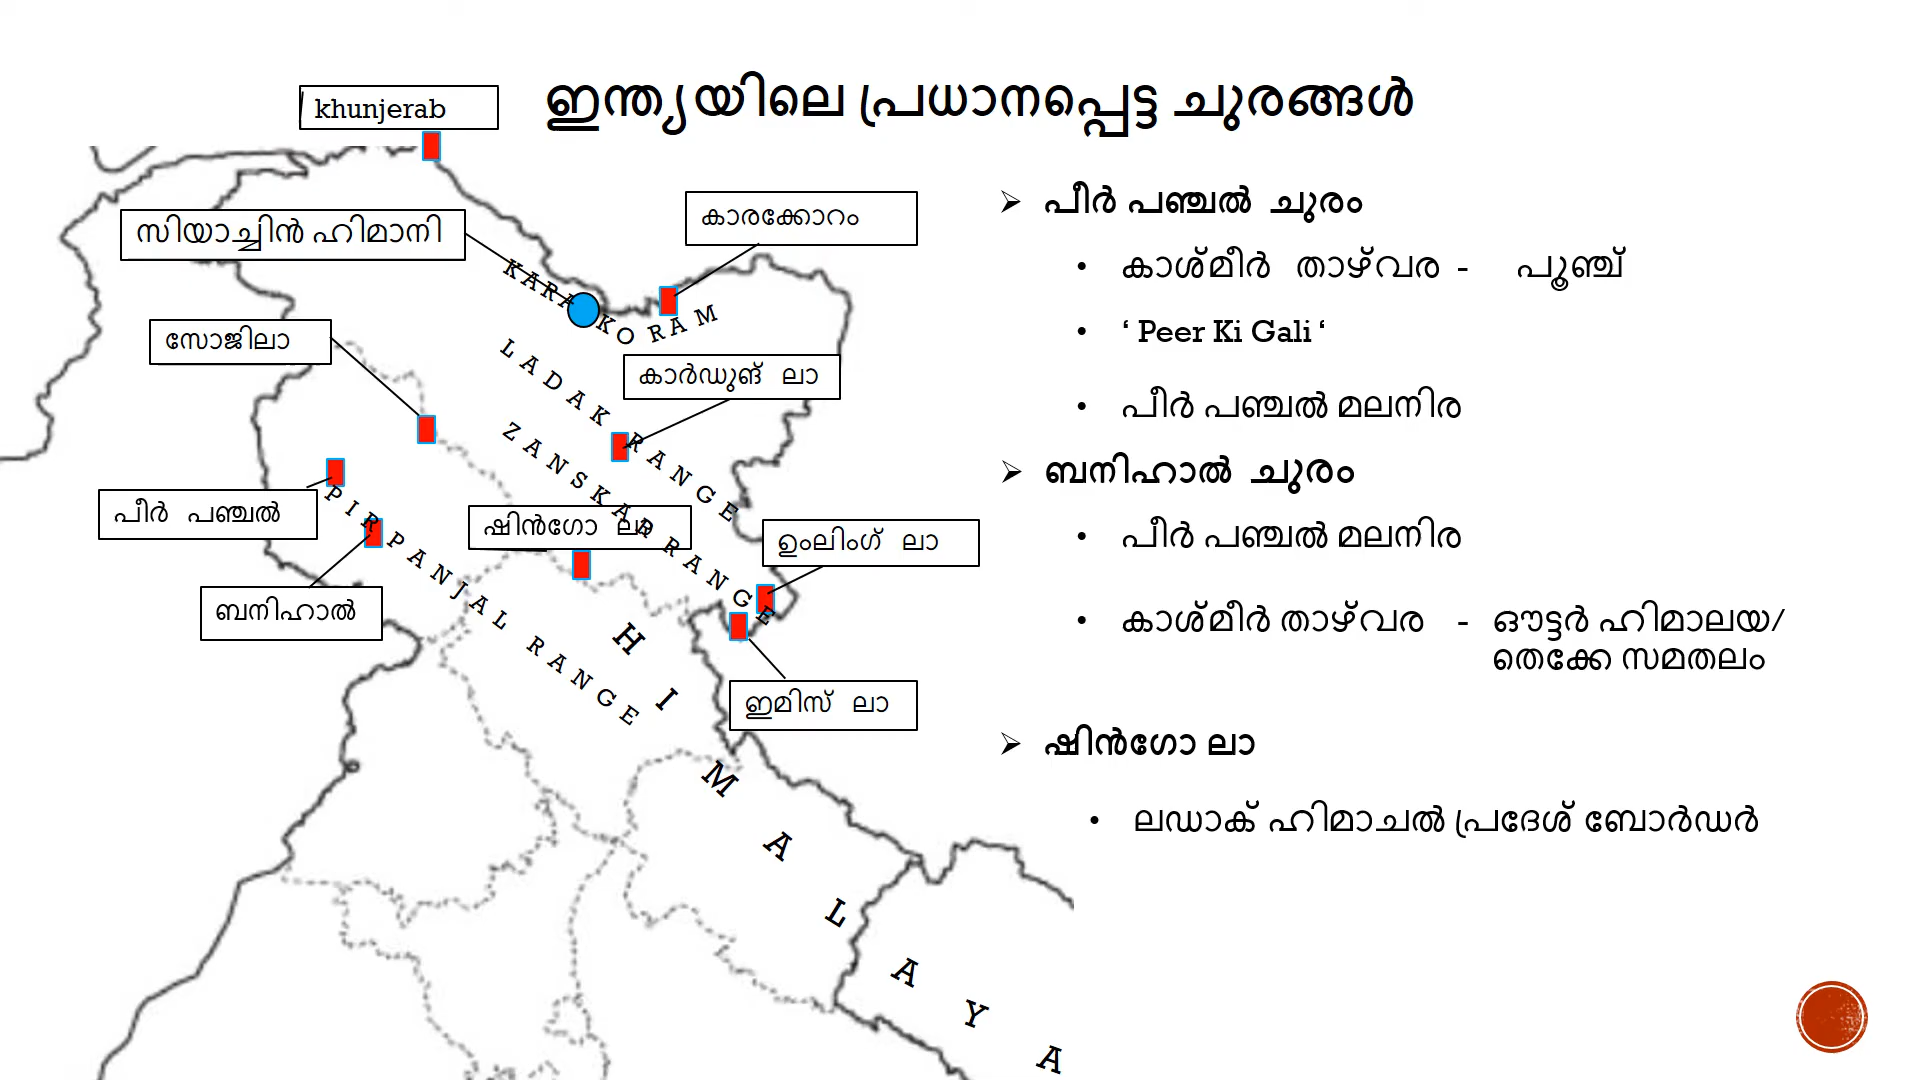 ഇന്ത്യയിലെ പ്രധാനപ്പെട്ട ചുരങ്ങൾ
khunjerab
കാരക്കോറം
സിയാച്ചിൻ ഹിമാനി
KARA KORAM
സോജിലാ
LADAK RANGE
കാർഡുങ് ലാ
ZANSKAR RANGE
പീർ പഞ്ചൽ
PIR PANJAL RANGE
ഷിൻഗോ ലാ
ഉംലിംഗ് ലാ
ബനിഹാൽ
ഇമിസ് ലാ
HIMALAYA
➢ പീർ പഞ്ചൽ ചുരം
• കാശ്മീർ താഴ്വര - പൂഞ്ച്
• ‘ Peer Ki Gali ‘
• പീർ പഞ്ചൽ മലനിര
➢ ബനിഹാൽ ചുരം
• പീർ പഞ്ചൽ മലനിര
• കാശ്മീർ താഴ്വര - ഔട്ടർ ഹിമാലയ/
തെക്കേ സമതലം
➢ ഷിൻഗോ ലാ
• ലഡാക് ഹിമാചൽ പ്രദേശ് ബോർഡർ